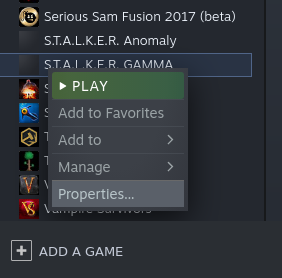 Serious Sam Fusion 2017 (beta)
S.T.A.L.K.E.R. Anomaly
S.T.A.L.K.E.R. GAMMA
PLAY
Add to Favorites
Add to
Manage
Properties...
Vampire Survivors
ADD A GAME